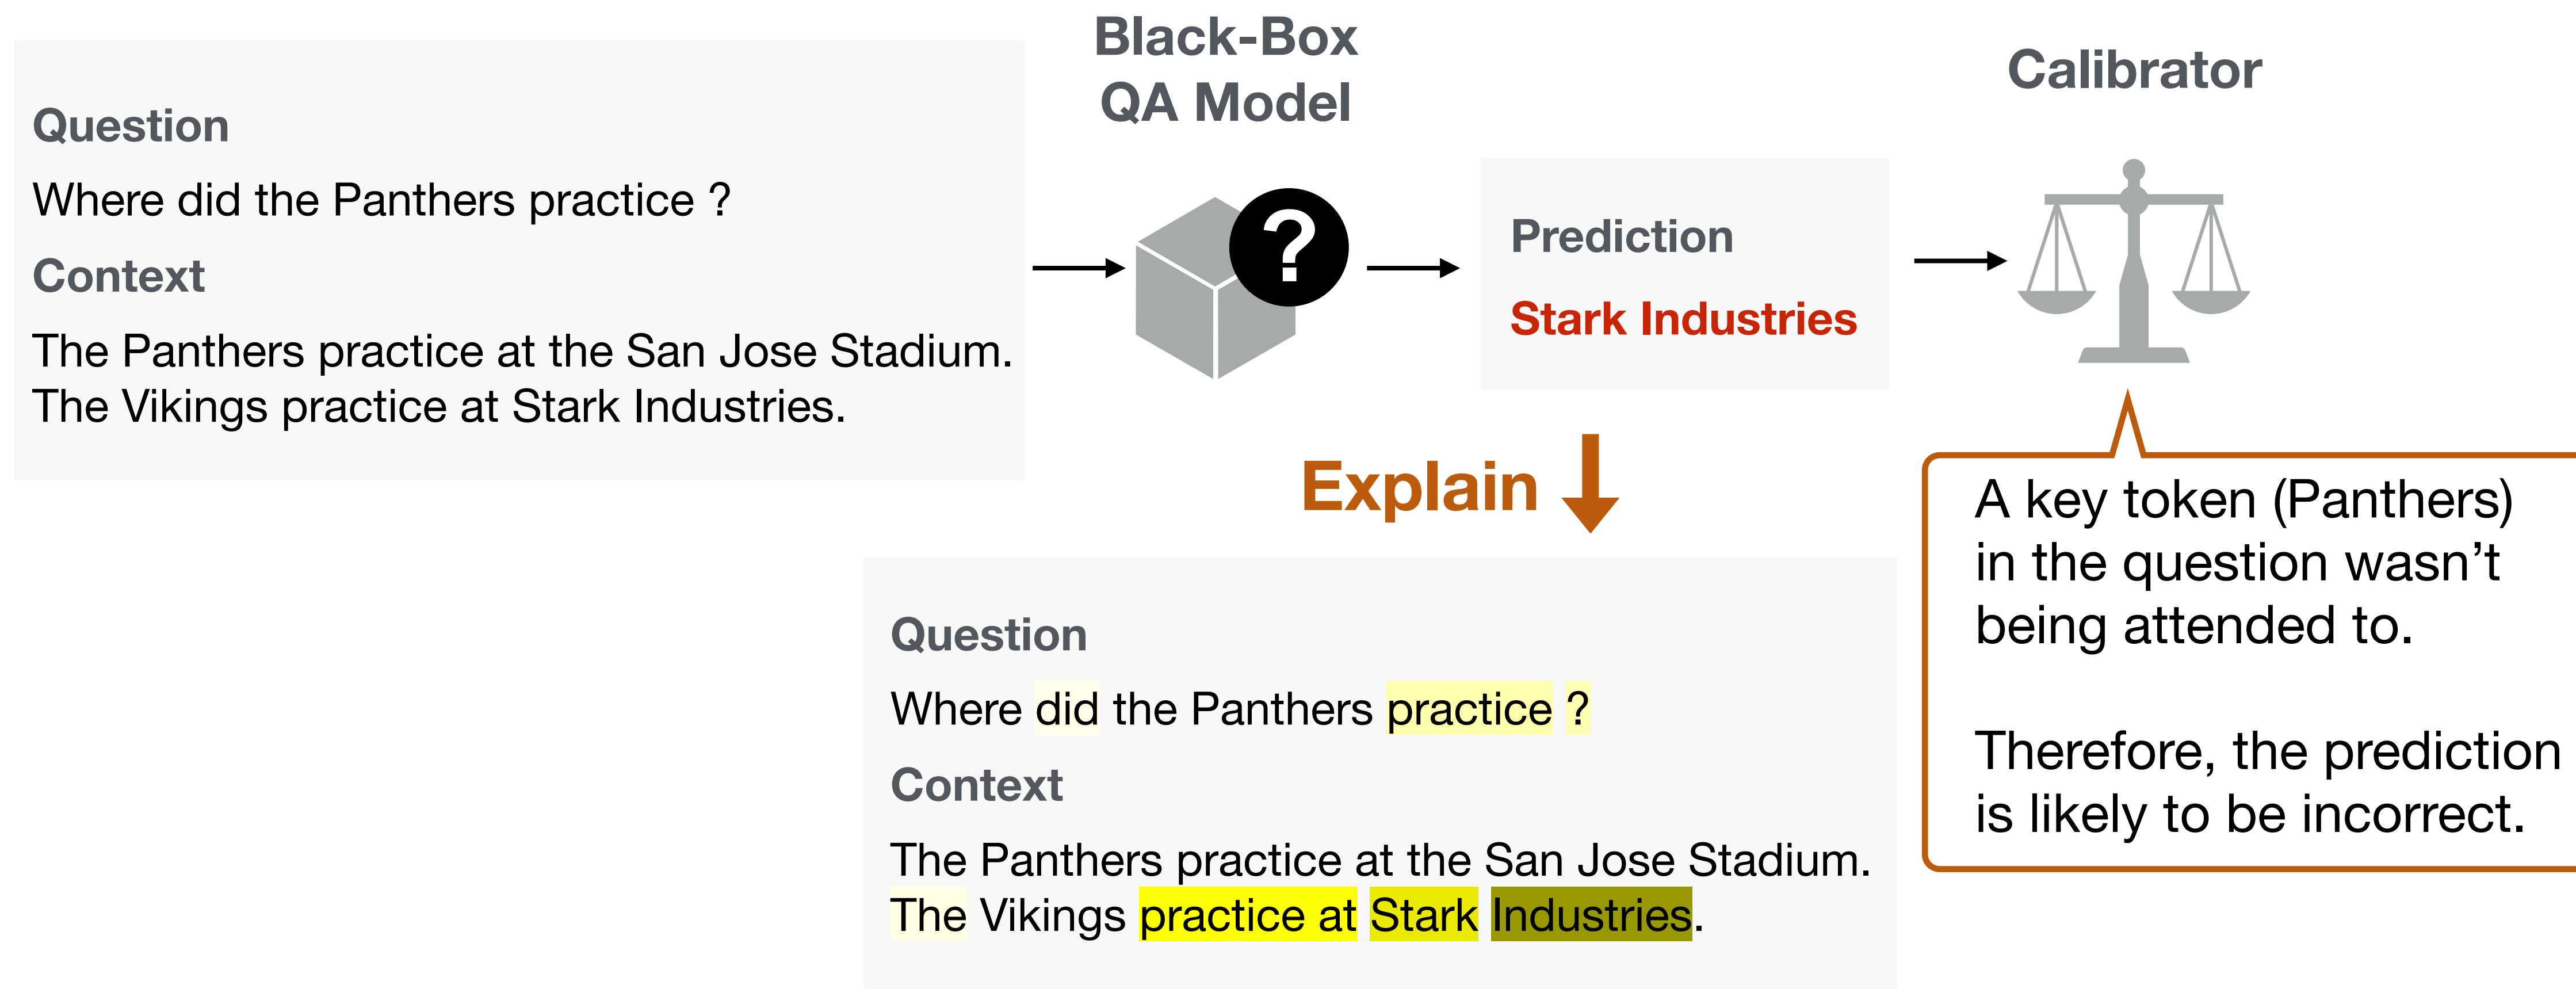 Question
Where did the Panthers practice ?
Context
The Panthers practice at the San Jose Stadium.
The Vikings practice at Stark Industries.
Black-Box
QA Model
?
Prediction
Stark Industries
Calibrator
Explain
Question
Where did the Panthers practice ?
Context
The Panthers practice at the San Jose Stadium.
The Vikings practice at Stark Industries.
A key token (Panthers)
in the question wasn’t
being attended to.
Therefore, the prediction
is likely to be incorrect.